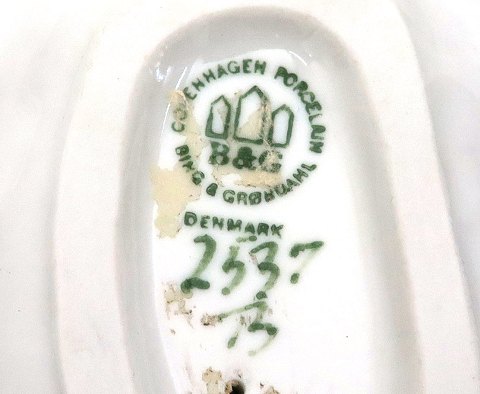 COPENHAGEN PORCELAIN
B&G
BING & GRØNDAHL
DENMARK
2537